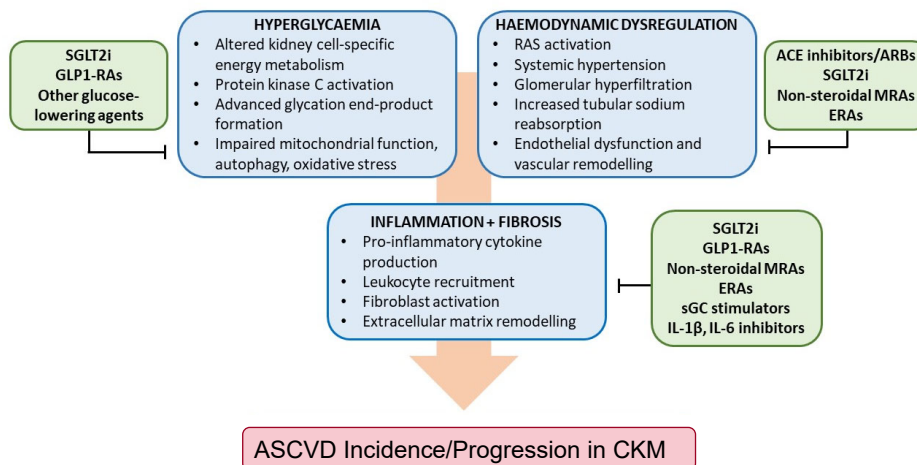 HYPERGLYCAEMIA
• Altered kidney cell-specific
energy metabolism
• Protein kinase C activation
• Advanced glycation end-product
formation
• Impaired mitochondrial function,
autophagy, oxidative stress
HAEMODYNAMIC DYSREGULATION
• RAS activation
• Systemic hypertension
• Glomerular hyperfiltration
• Increased tubular sodium
reabsorption
• Endothelial dysfunction and
vascular remodelling
SGLT2i
GLP1-RAs
Other glucose-
lowering agents
ACE inhibitors/ARBs
SGLT2i
Non-steroidal MRAs
ERAs
INFLAMMATION + FIBROSIS
• Pro-inflammatory cytokine
production
• Leukocyte recruitment
• Fibroblast activation
• Extracellular matrix remodelling
SGLT2i
GLP1-RAs
Non-steroidal MRAs
ERAs
sGC stimulators
IL-1β, IL-6 inhibitors
ASCVD Incidence/Progression in CKM